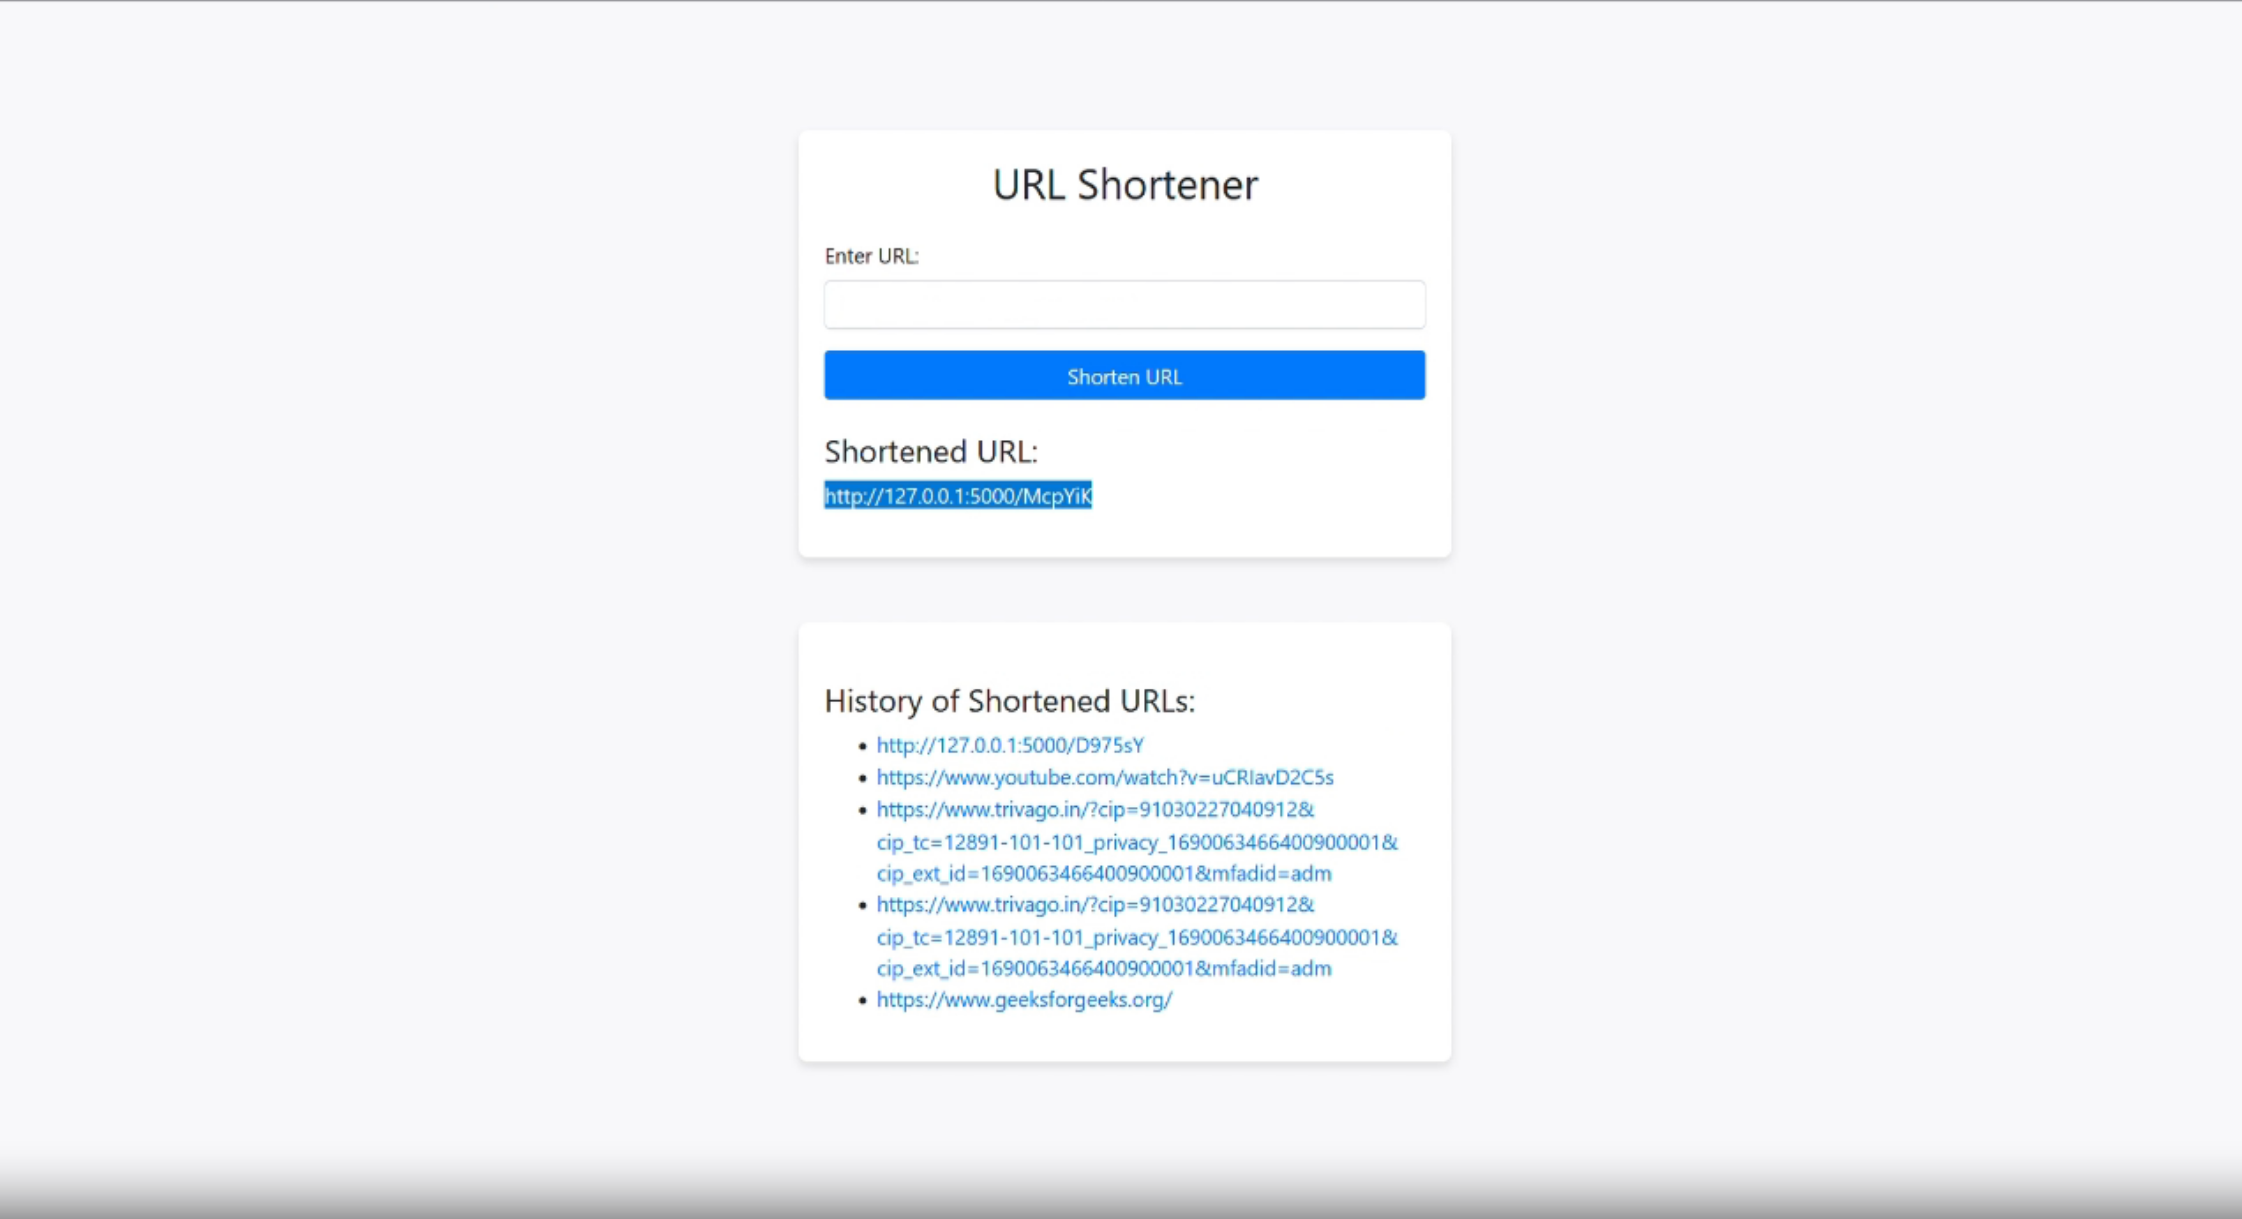 URL Shortener
Enter URL:
Shorten URL
Shortened URL:
http://127.0.0.1:5000/McpYiK
History of Shortened URLs:
http://127.0.0.1:5000/D975sY
https://www.youtube.com/watch?v=uCRIavD2C5s
https://www.trivago.in/?cip=91030227040912&
cip_tc=12891-101-101_privacy_1690063466400900001&
cip_ext_id=1690063466400900001&mfadid=adm
https://www.trivago.in/?cip=91030227040912&
cip_tc=12891-101-101_privacy_1690063466400900001&
cip_ext_id=1690063466400900001&mfadid=adm
https://www.geeksforgeeks.org/